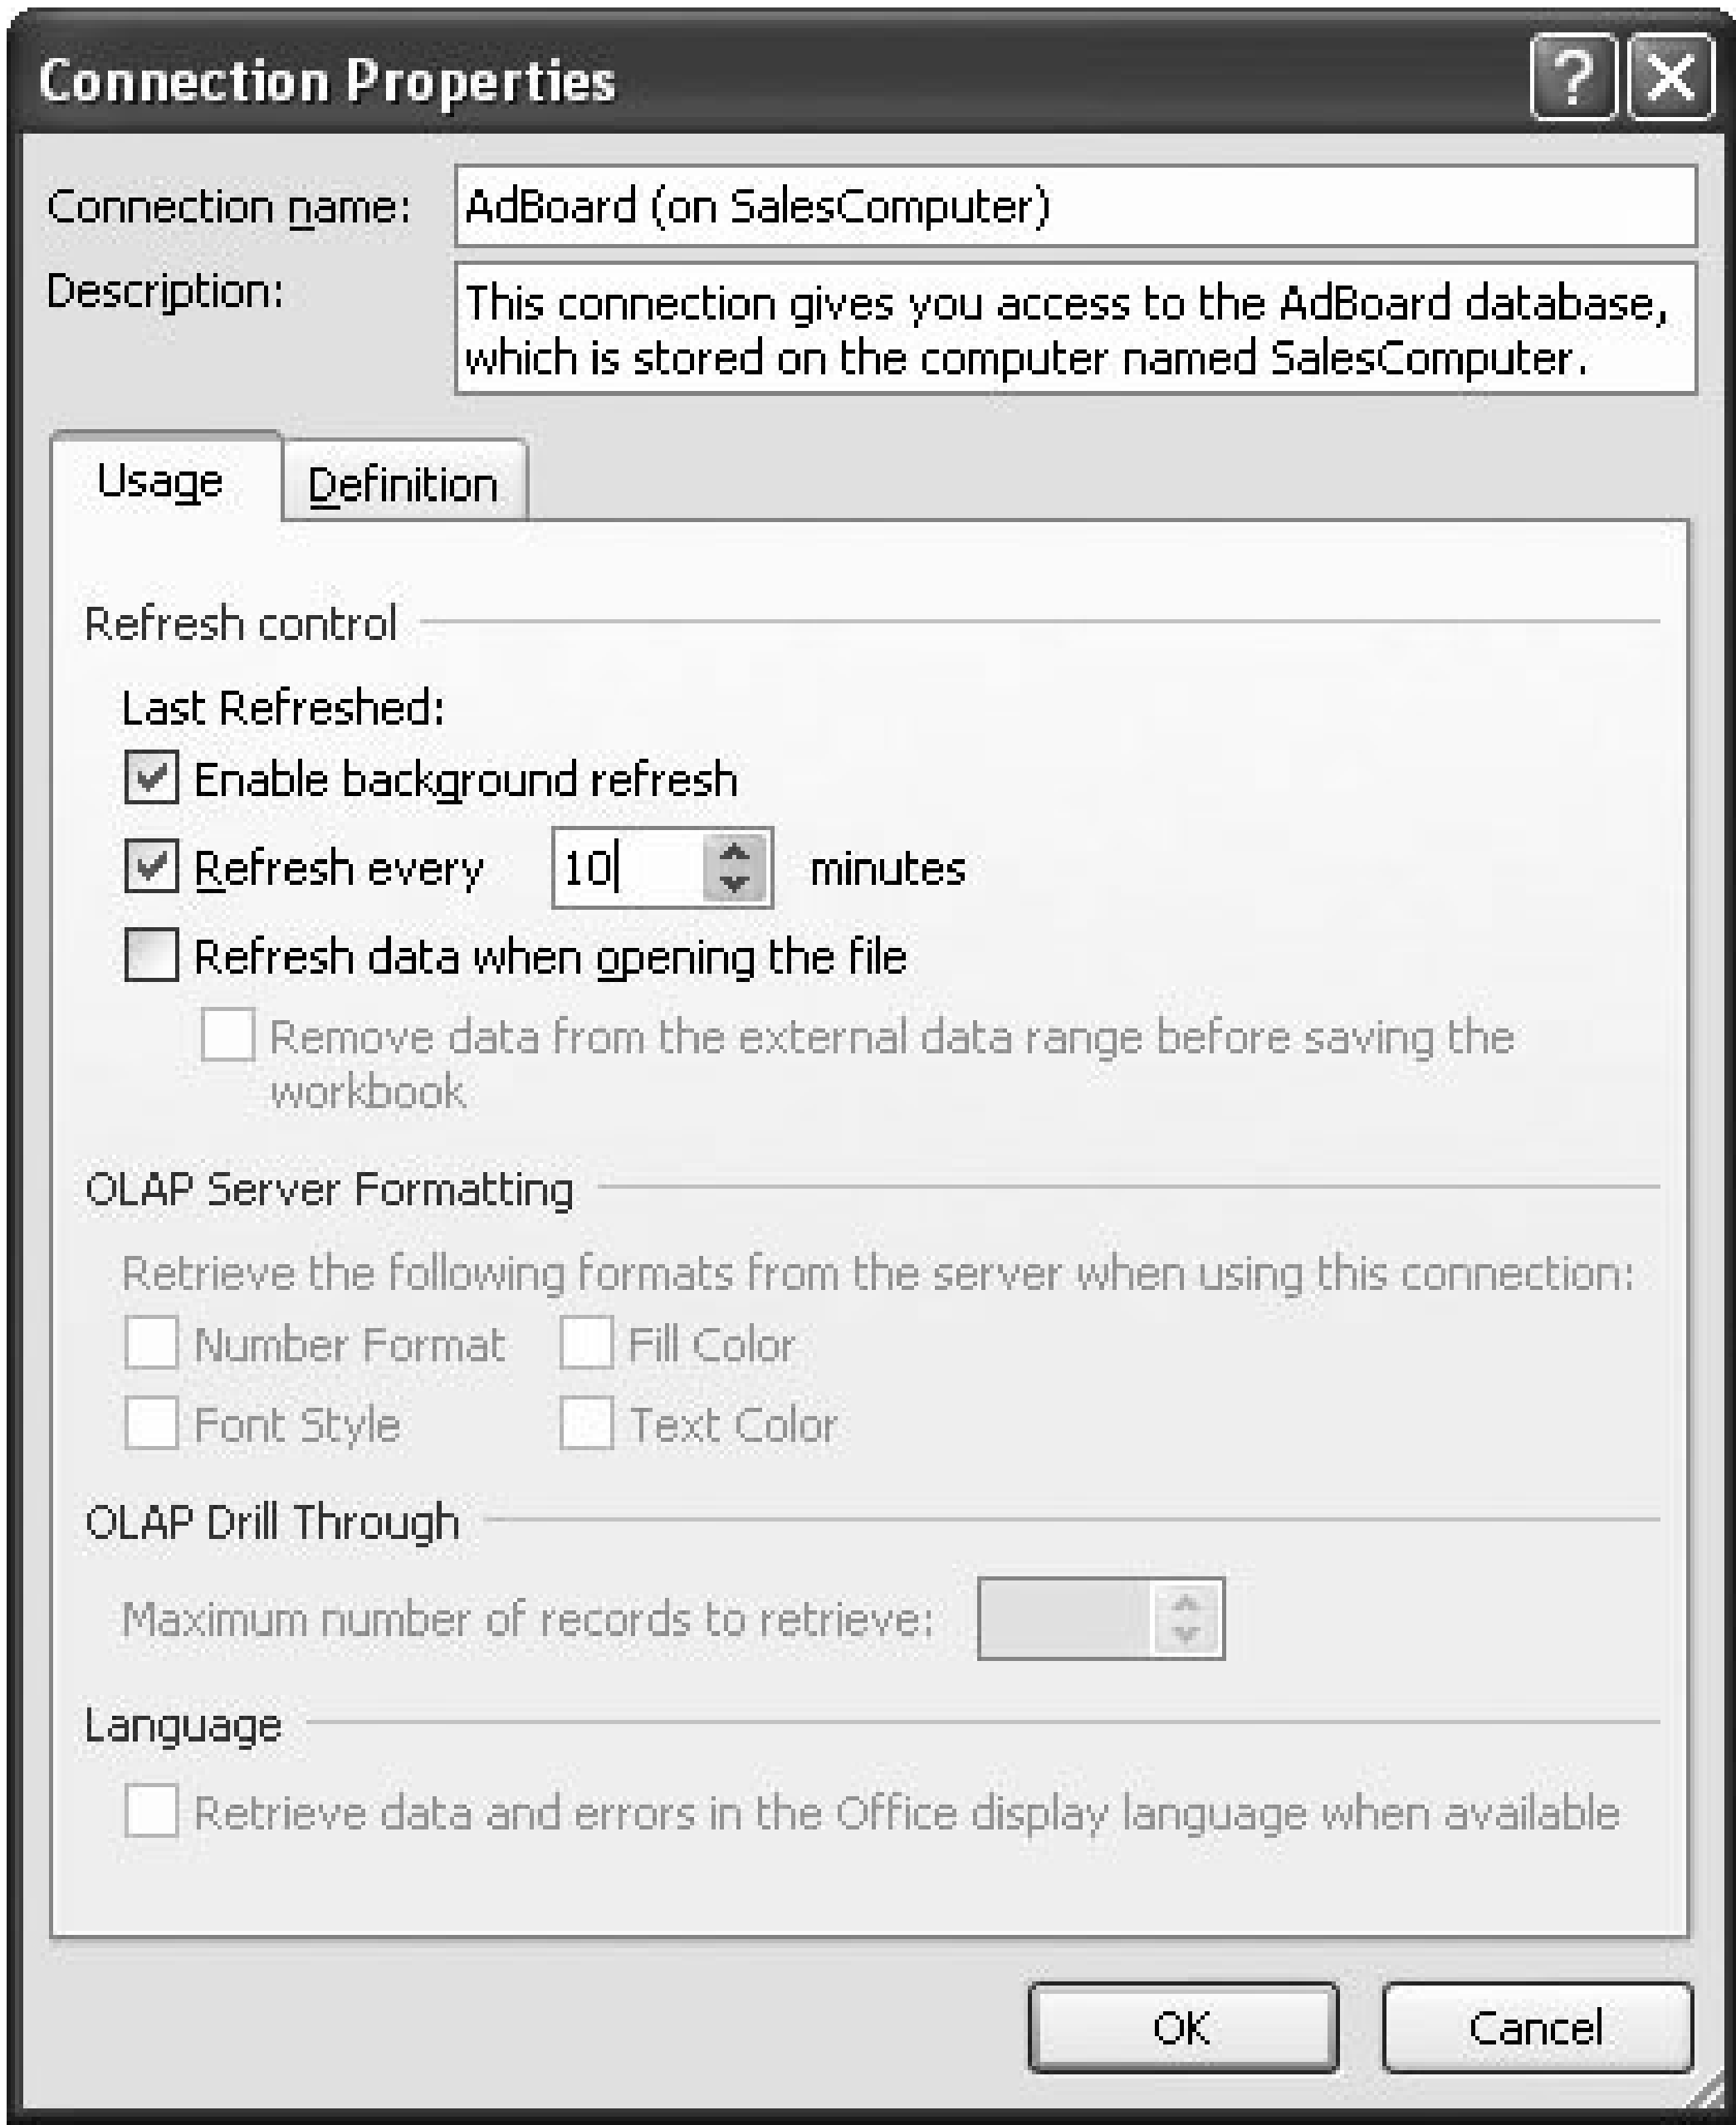 Connection Properties
Connection name: AdBoard (on SalesComputer)
Description: This connection gives you access to the AdBoard database,
which is stored on the computer named SalesComputer.
Usage Definition
Refresh control
Last Refreshed:
Enable background refresh
Refresh every 10 minutes
Refresh data when opening the file
Remove data from the external data range before saving the
workbook
OLAP Server Formatting
Retrieve the following formats from the server when using this connection:
Number Format Fill Color
Font Style Text Color
OLAP Drill Through
Maximum number of records to retrieve:
Language
Retrieve data and errors in the Office display language when available
OK Cancel